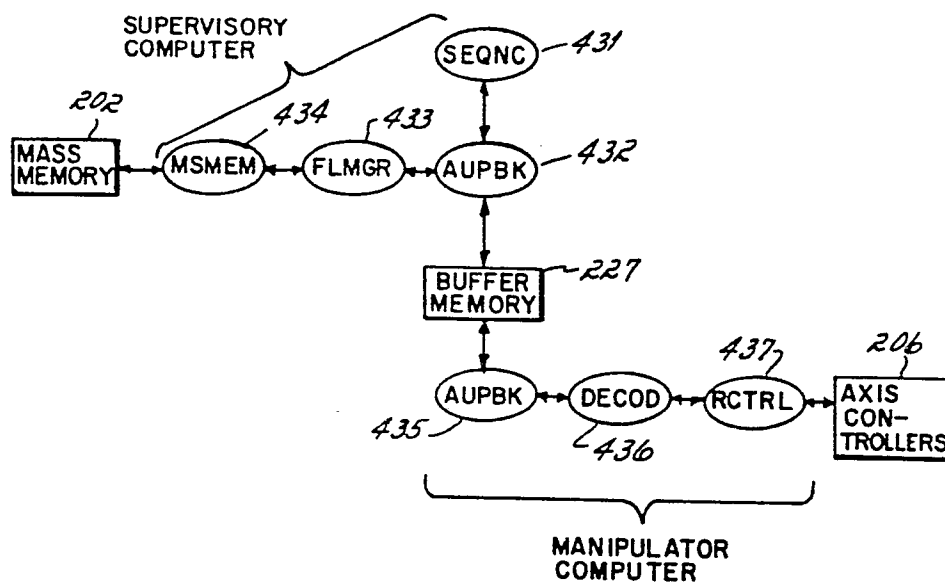 SUPERVISORY
COMPUTER
SEQNC
431
202
434
433
432
MASS
MEMORY
MSMEM
FLMGR
AUPBK
BUFFER
MEMORY
227
437
206
AUPBK
DECOD
RCTRL
AXIS
CON-
TROLLERS
435
436
MANIPULATOR
COMPUTER